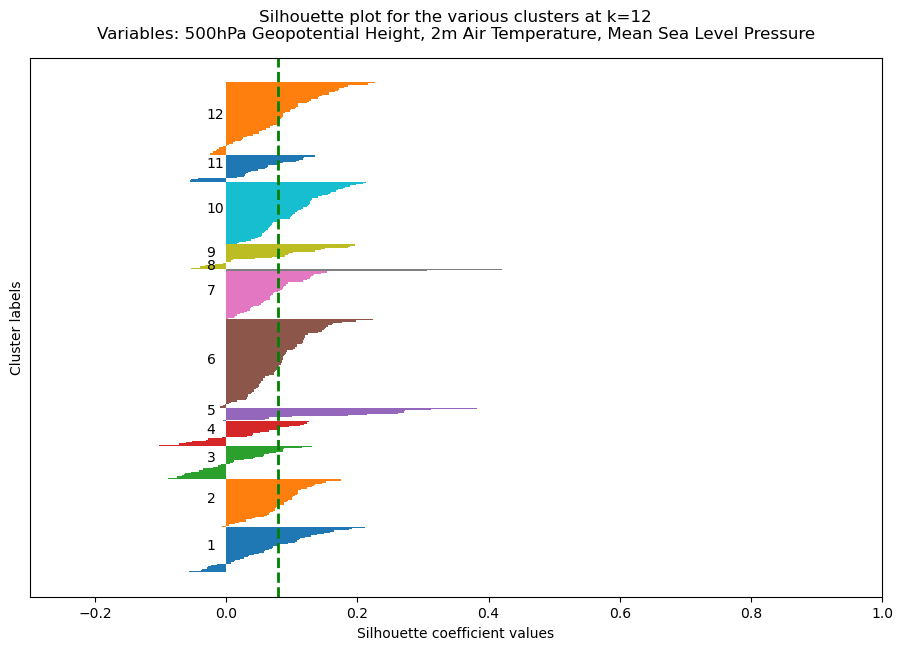 Silhouette plot for the various clusters at k=12
Variables: 500hPa Geopotential Height, 2m Air Temperature, Mean Sea Level Pressure
Cluster labels
12
11
10
9
8
7
6
5
4
3
2
1
−0.2 0.0 0.2 0.4 0.6 0.8 1.0
Silhouette coefficient values